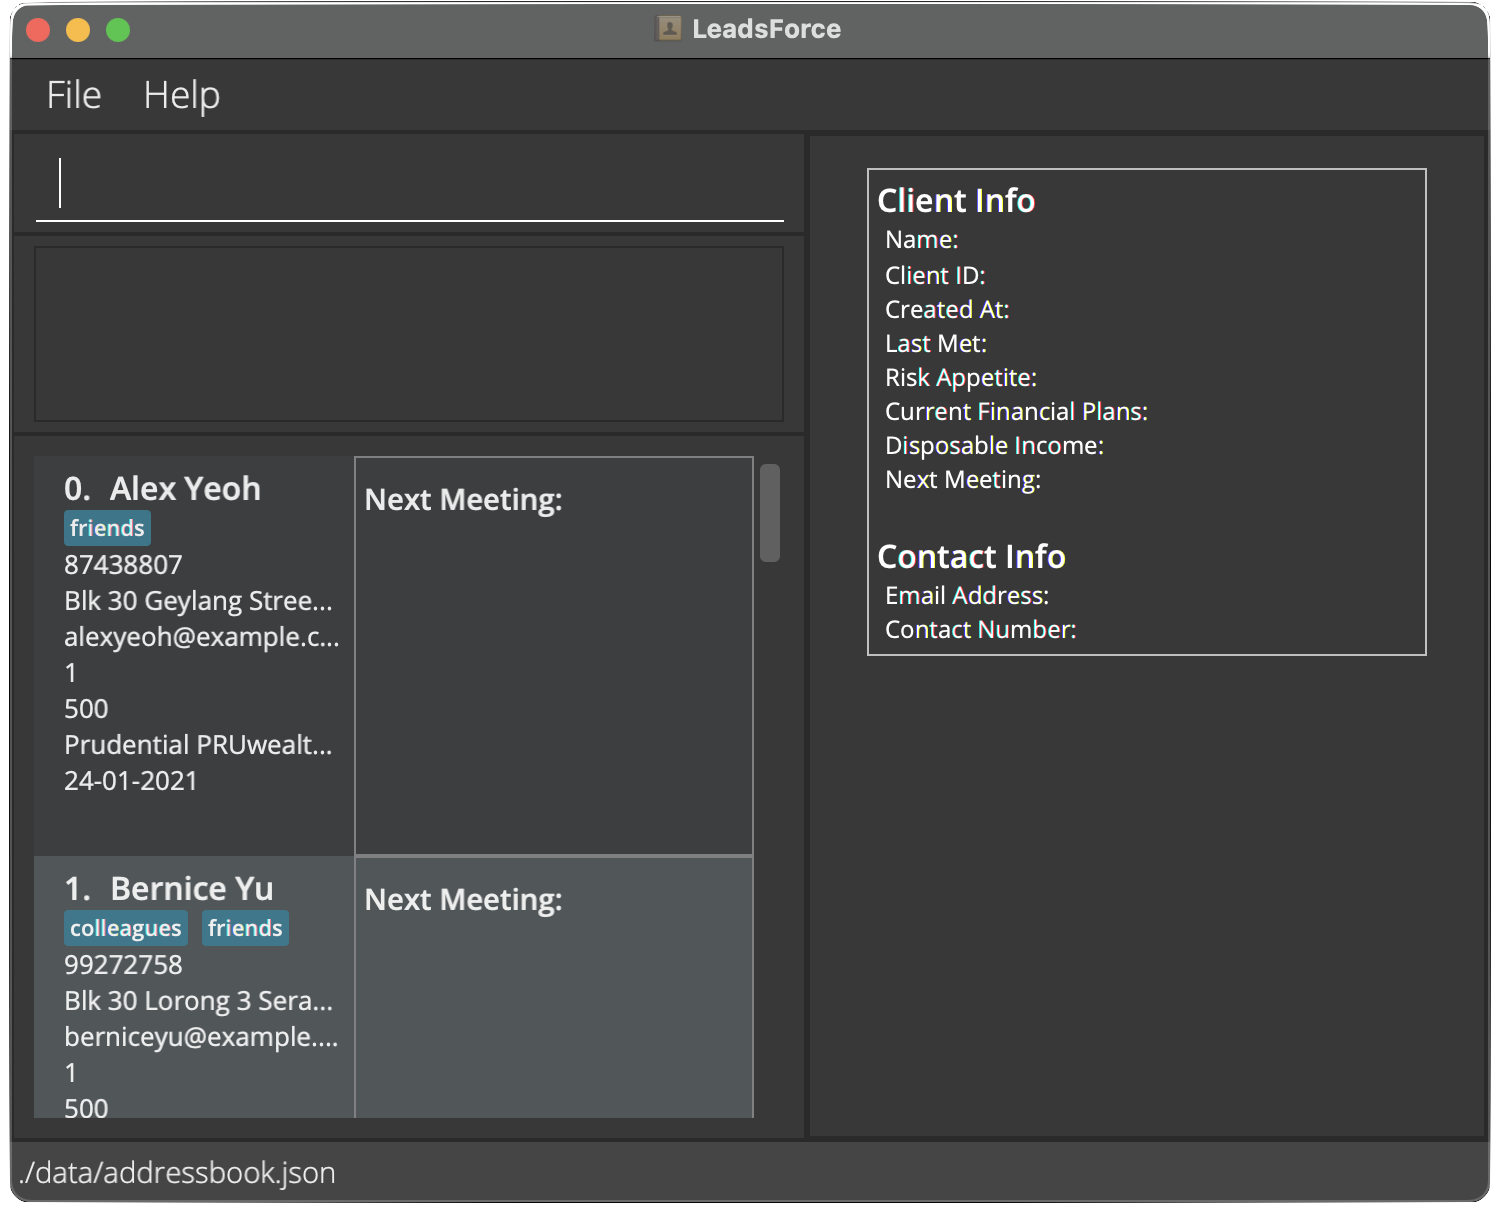 LeadsForce
File Help
0. Alex Yeoh
friends
87438807
Blk 30 Geylang Stree...
alexyeoh@example.c...
1
500
Prudential PRUwealt...
24-01-2021
Next Meeting:
1. Bernice Yu
colleagues friends
99272758
Blk 30 Lorong 3 Sera...
berniceyu@example....
1
500
Next Meeting:
Client Info
Name:
Client ID:
Created At:
Last Met:
Risk Appetite:
Current Financial Plans:
Disposable Income:
Next Meeting:
Contact Info
Email Address:
Contact Number:
./data/addressbook.json